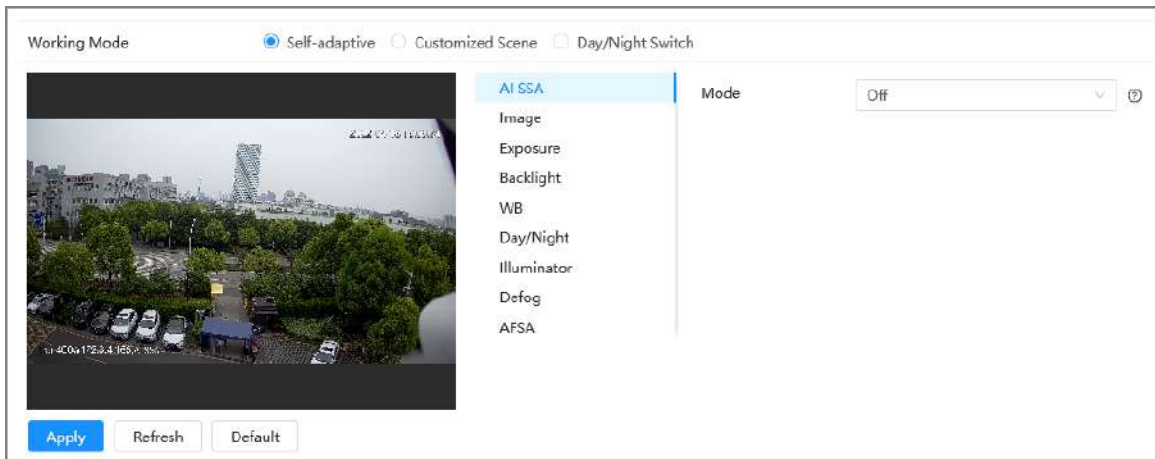 Working Mode Self-adaptive Customized Scene Day/Night Switch
AI SSA Mode Off
Image
Exposure
Backlight
WB
Day/Night
Illuminator
Defog
AFSA
Apply Refresh Default